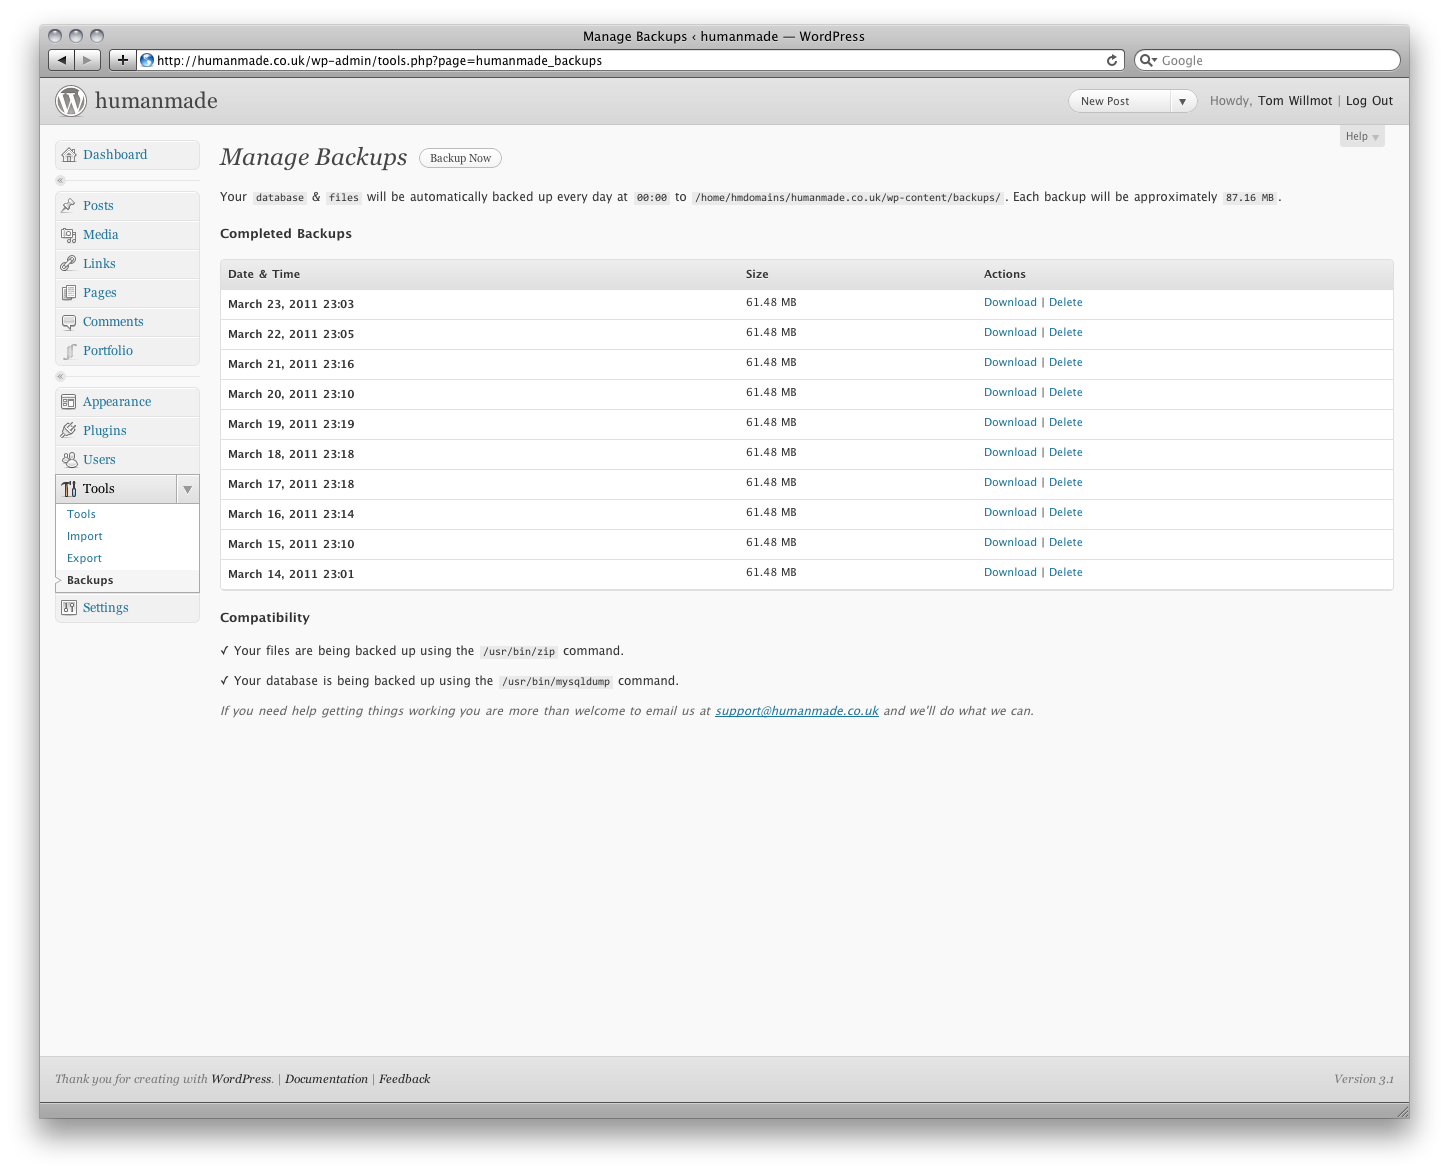 Manage Backups ‹ humanmade — WordPress
http://humanmade.co.uk/wp-admin/tools.php?page=humanmade_backups
Google
humanmade
New Post
Howdy, Tom Willmot | Log Out
Help
Dashboard
Posts
Media
Links
Pages
Comments
Portfolio
Appearance
Plugins
Users
Tools
Tools
Import
Export
Backups
Settings
Manage Backups
Backup Now
Your database & files will be automatically backed up every day at 00:00 to /home/hmdomains/humanmade.co.uk/wp-content/backups/. Each backup will be approximately 87.16 MB.
Completed Backups
Date & Time Size Actions
March 23, 2011 23:03 61.48 MB Download | Delete
March 22, 2011 23:05 61.48 MB Download | Delete
March 21, 2011 23:16 61.48 MB Download | Delete
March 20, 2011 23:10 61.48 MB Download | Delete
March 19, 2011 23:19 61.48 MB Download | Delete
March 18, 2011 23:18 61.48 MB Download | Delete
March 17, 2011 23:18 61.48 MB Download | Delete
March 16, 2011 23:14 61.48 MB Download | Delete
March 15, 2011 23:10 61.48 MB Download | Delete
March 14, 2011 23:01 61.48 MB Download | Delete
Compatibility
✓ Your files are being backed up using the /usr/bin/zip command.
✓ Your database is being backed up using the /usr/bin/mysqldump command.
If you need help getting things working you are more than welcome to email us at support@humanmade.co.uk and we'll do what we can.
Thank you for creating with WordPress. | Documentation | Feedback
Version 3.1